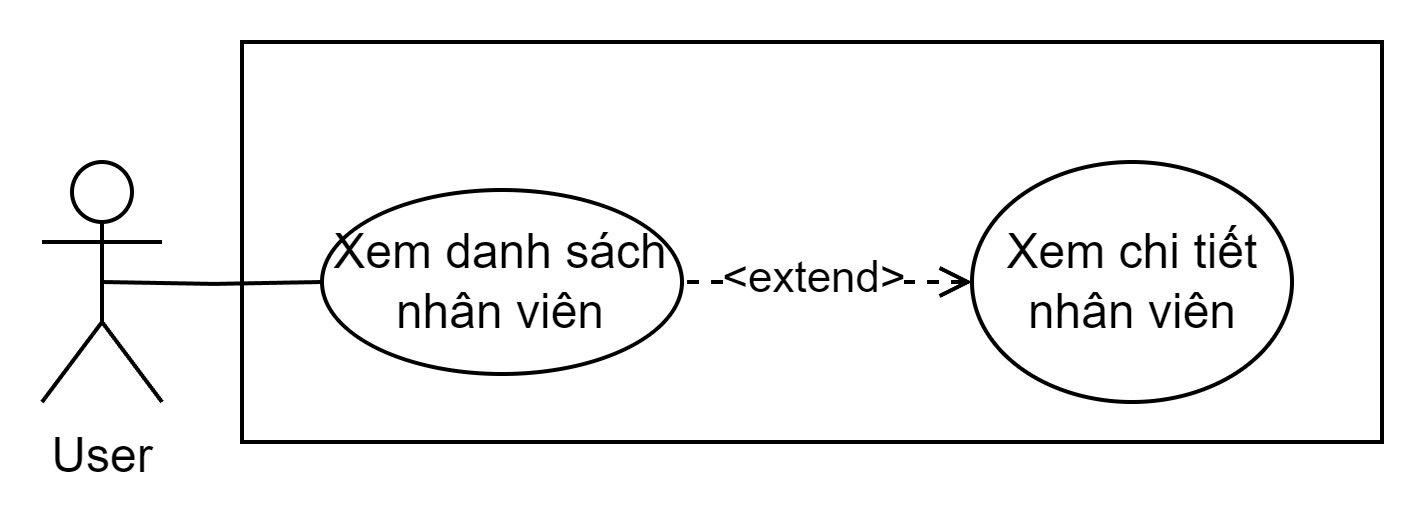 Xem danh sách
nhân viên
<extend>
Xem chi tiết
nhân viên
User